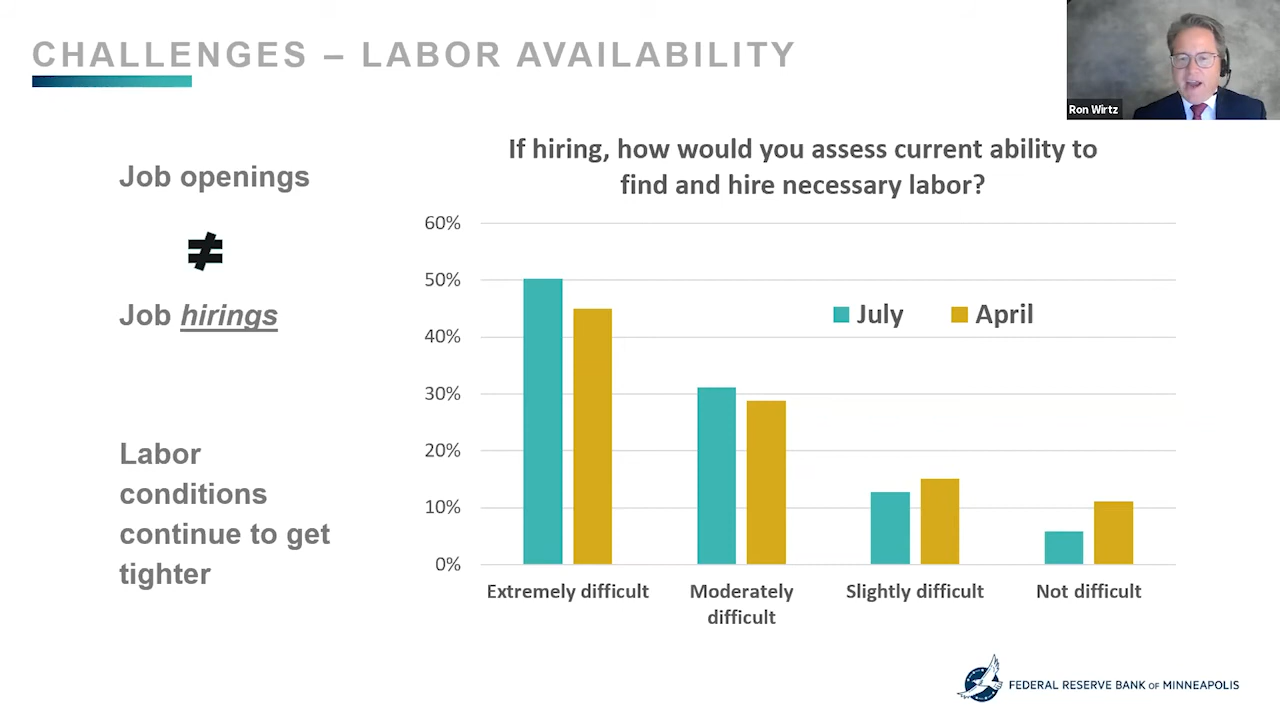 CHALLENGES – LABOR AVAILABILITY
Ron Wirtz
Job openings
≠
Job hirings
Labor
conditions
continue to get
tighter
If hiring, how would you assess current ability to
find and hire necessary labor?
60%
50%
40%
30%
20%
10%
0%
July
April
Extremely difficult
Moderately
difficult
Slightly difficult
Not difficult
FEDERAL RESERVE BANK OF MINNEAPOLIS